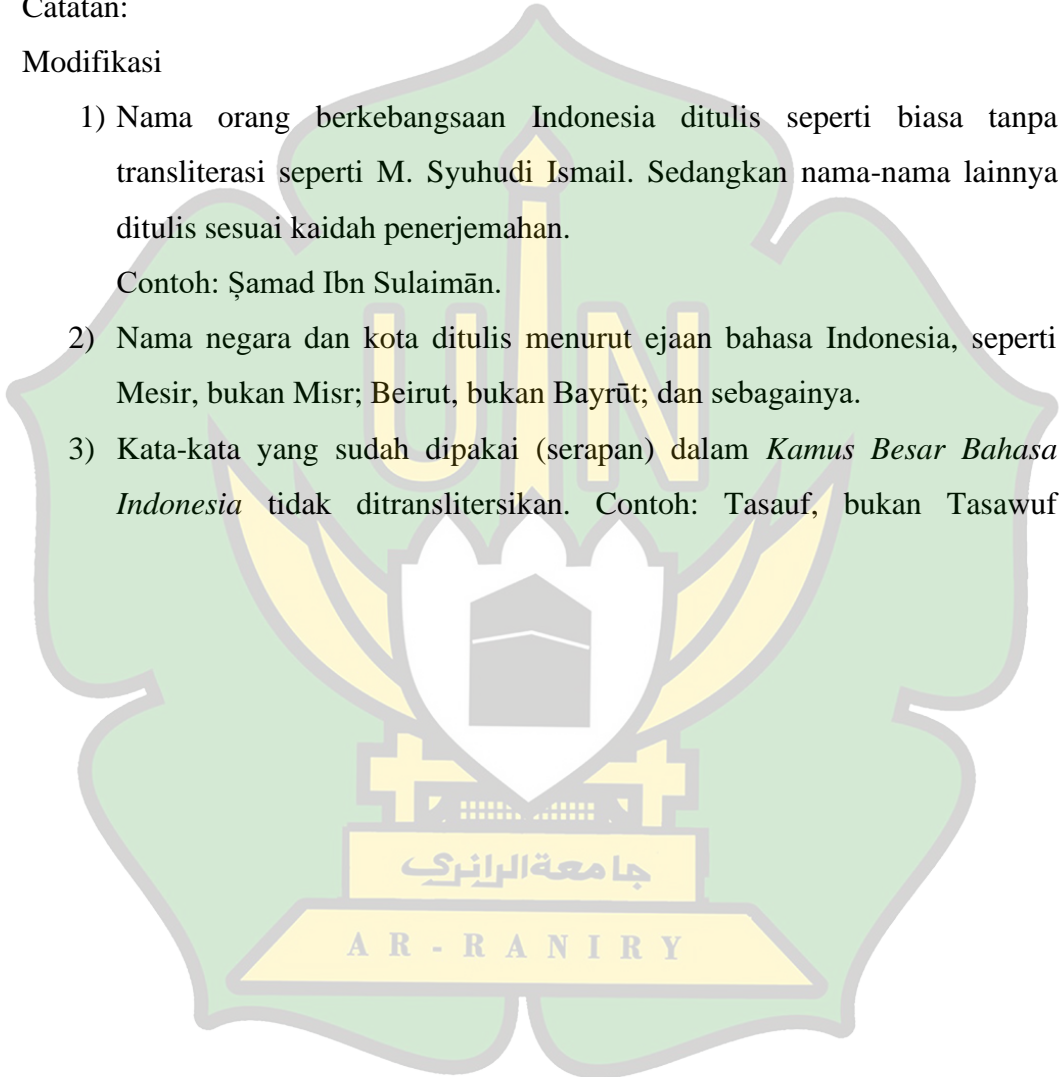 Catatan:
Modifikasi
1) Nama orang berkebangsaan Indonesia ditulis seperti biasa tanpa
transliterasi seperti M. Syuhudi Ismail. Sedangkan nama-nama lainnya
ditulis sesuai kaidah penerjemahan.
Contoh: Ṣamad Ibn Sulaimān.
2) Nama negara dan kota ditulis menurut ejaan bahasa Indonesia, seperti
Mesir, bukan Misr; Beirut, bukan Bayrūt; dan sebagainya.
3) Kata-kata yang sudah dipakai (serapan) dalam Kamus Besar Bahasa
Indonesia tidak ditranslitersikan. Contoh: Tasauf, bukan Tasawuf
UIN
جامعةالرانري
AR-RANIRY